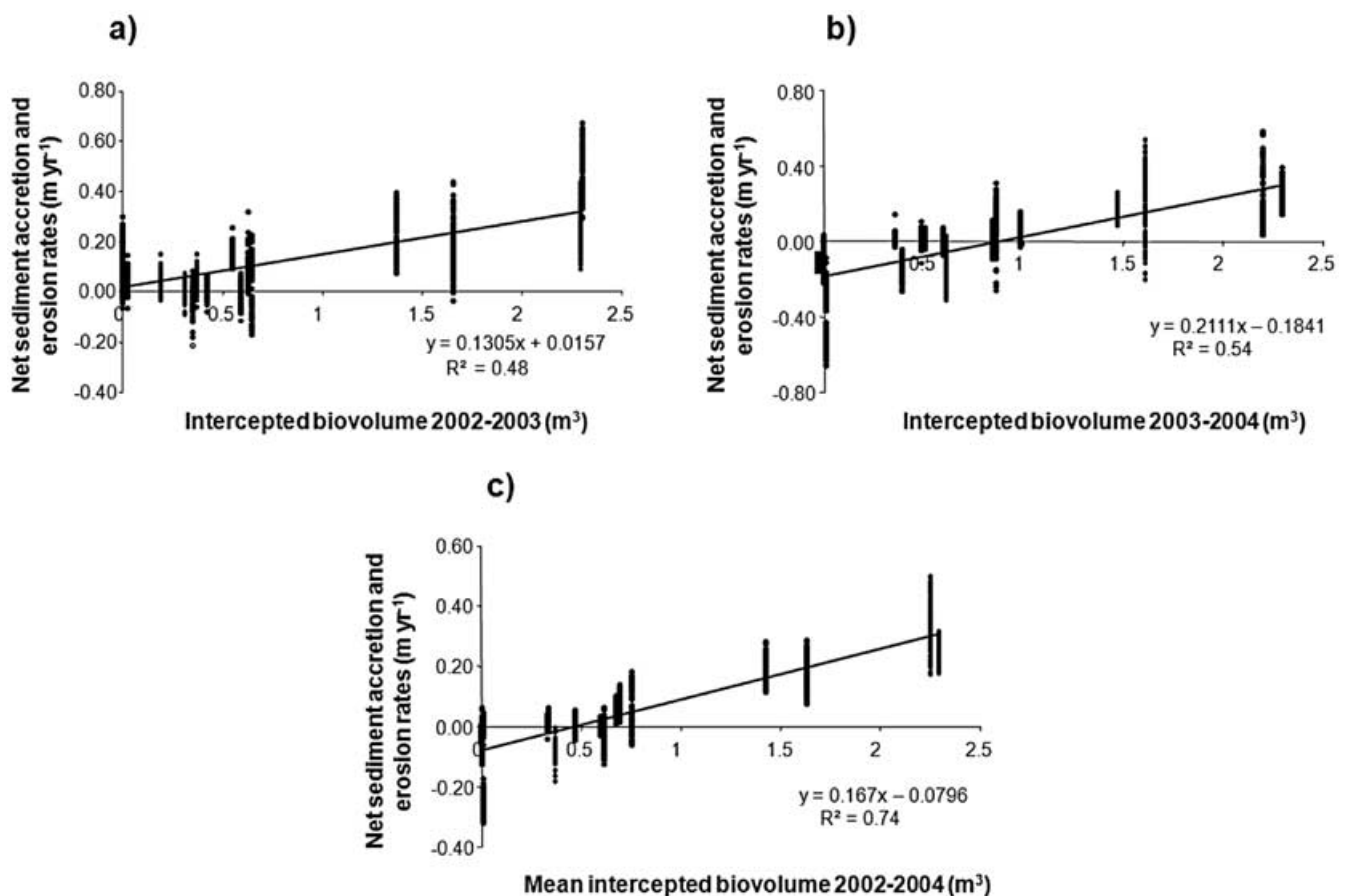 a)
Net sediment accretion and
erosion rates (m yr⁻¹)
0.80
0.60
0.40
0.20
0.00
-0.20
-0.40
0
0.5
1
1.5
2
2.5
y = 0.1305x + 0.0157
R² = 0.48
Intercepted biovolume 2002-2003 (m³)
b)
Net sediment accretion and
erosion rates (m yr⁻¹)
0.80
0.40
0.00
-0.40
-0.80
0.5
1
1.5
2
2.5
y = 0.2111x – 0.1841
R² = 0.54
Intercepted biovolume 2003-2004 (m³)
c)
Net sediment accretion and
erosion rates (m yr⁻¹)
0.60
0.40
0.20
0.00
-0.20
-0.40
0
0.5
1
1.5
2
2.5
y = 0.167x – 0.0796
R² = 0.74
Mean intercepted biovolume 2002-2004 (m³)